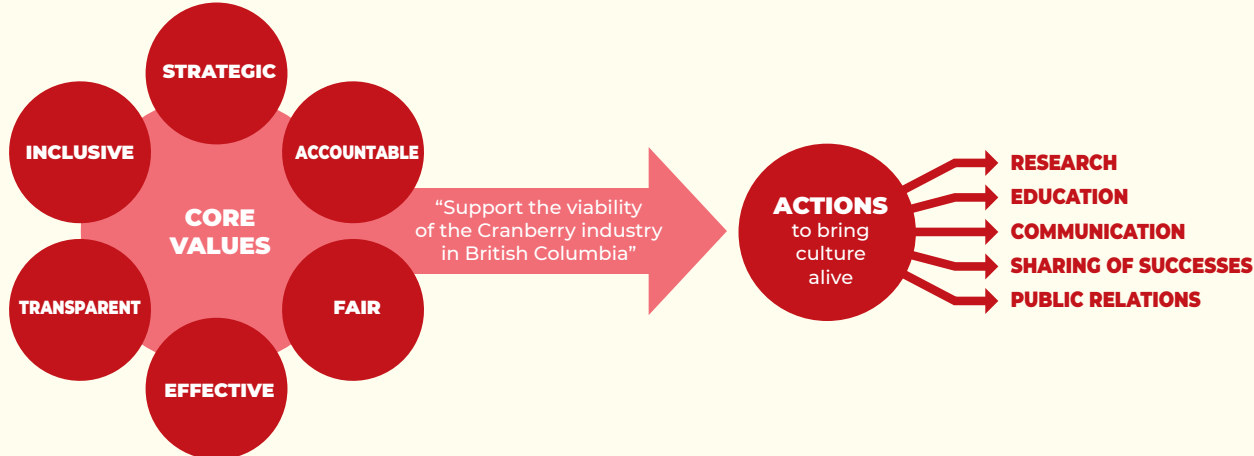 STRATEGIC
INCLUSIVE
ACCOUNTABLE
CORE
VALUES
TRANSPARENT
FAIR
EFFECTIVE
“Support the viability
of the Cranberry industry
in British Columbia”
ACTIONS
to bring
culture
alive
RESEARCH
EDUCATION
COMMUNICATION
SHARING OF SUCCESSES
PUBLIC RELATIONS